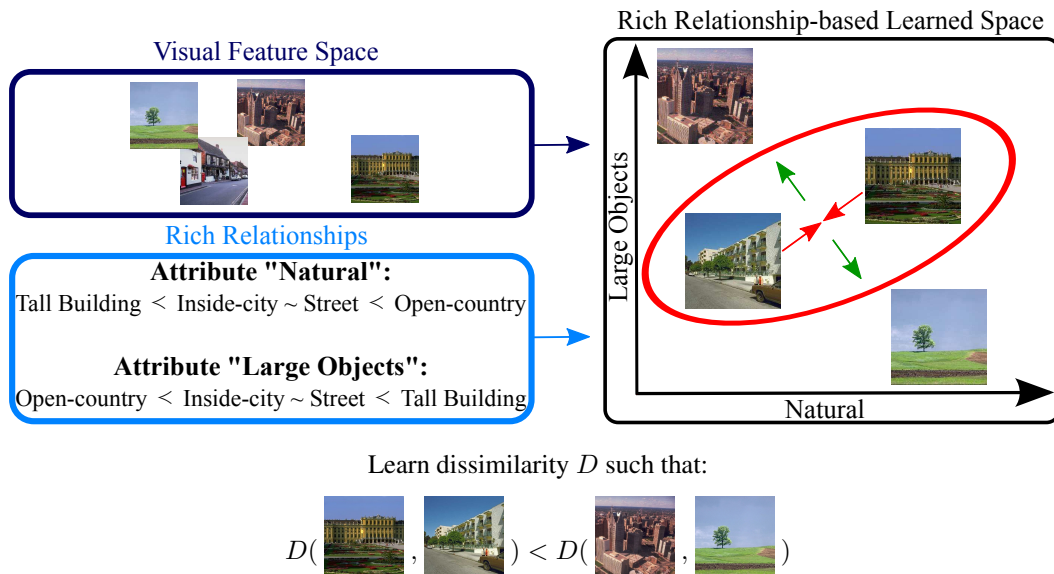 Visual Feature Space
Rich Relationships
Attribute "Natural":
Tall Building < Inside-city ~ Street < Open-country
Attribute "Large Objects":
Open-country < Inside-city ~ Street < Tall Building
Rich Relationship-based Learned Space
Large Objects
Natural
Learn dissimilarity D such that:
D( , ) < D( , )